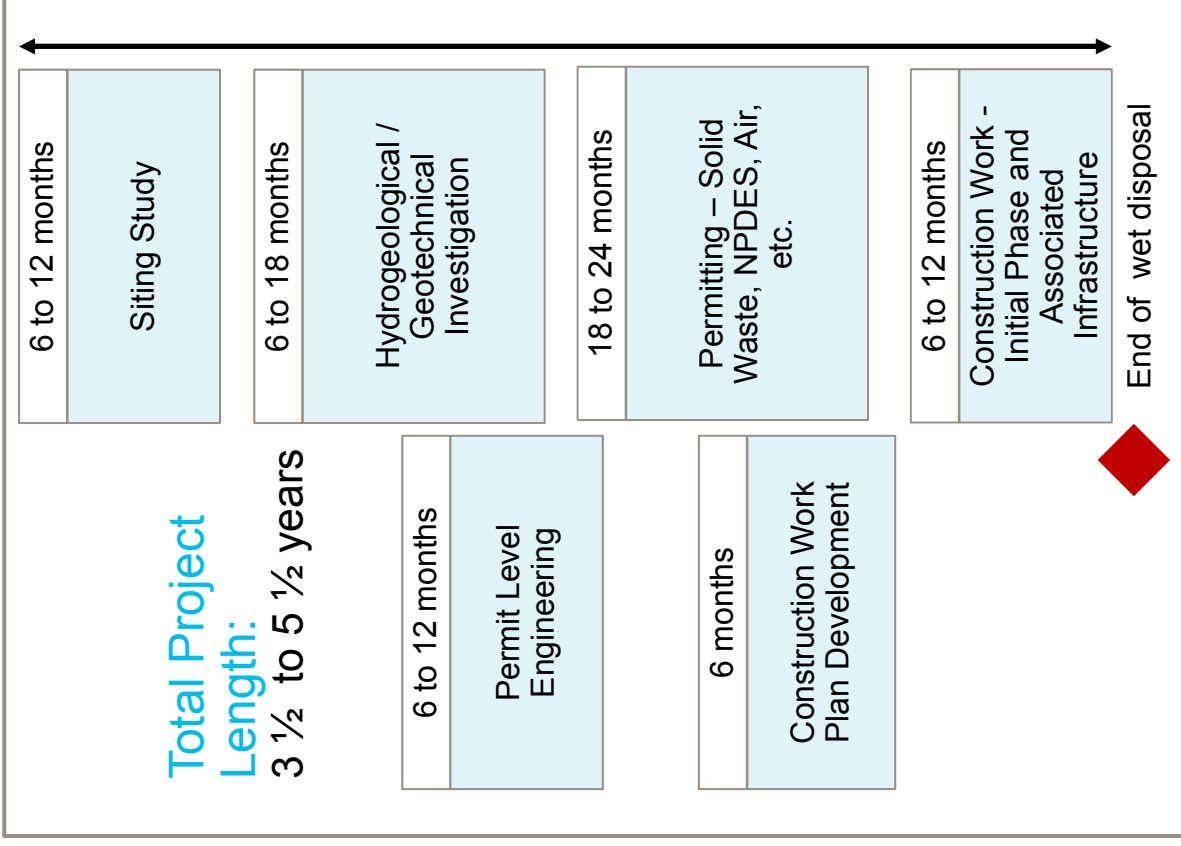 6 to 12 months
Siting Study
6 to 18 months
Hydrogeological /
Geotechnical
Investigation
18 to 24 months
Permitting – Solid
Waste, NPDES, Air,
etc.
6 to 12 months
Construction Work -
Initial Phase and
Associated
Infrastructure
End of wet disposal
Total Project
Length:
3 ½ to 5 ½ years
6 to 12 months
Permit Level
Engineering
6 months
Construction Work
Plan Development